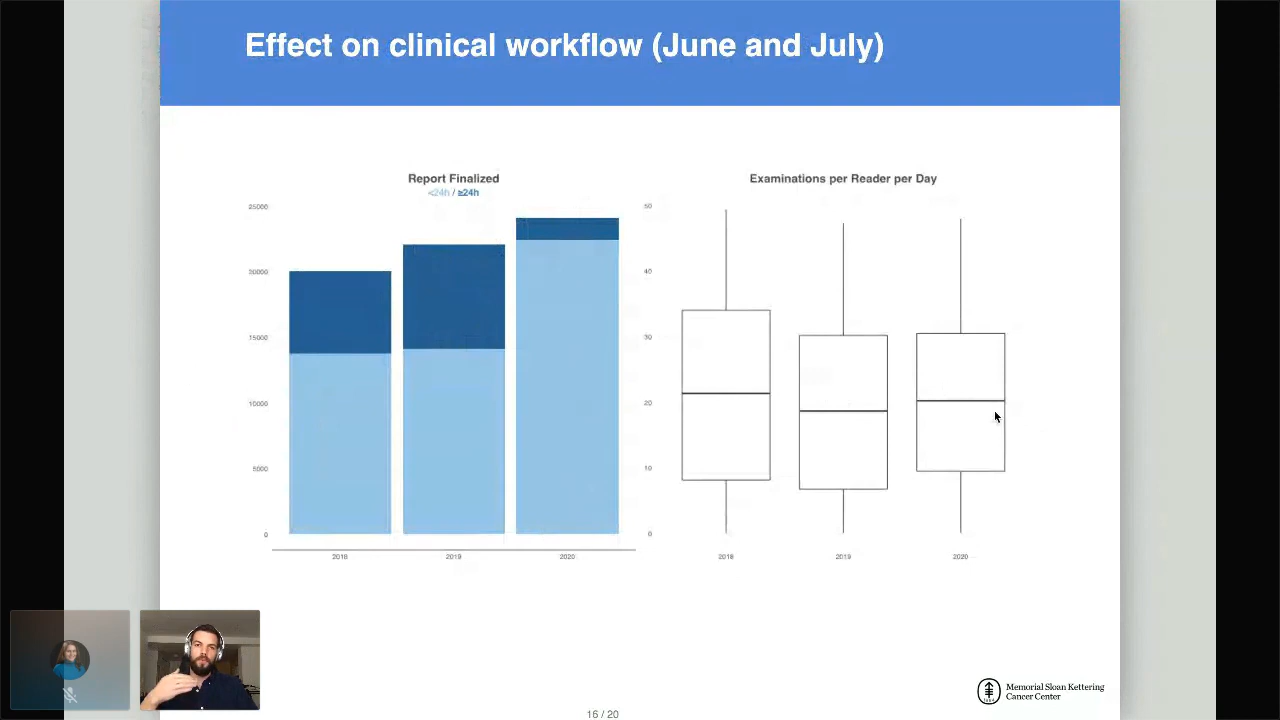 Effect on clinical workflow (June and July)
Report Finalized
<24h / ≥24h
25000
20000
15000
10000
5000
0
2018
2019
2020
Examinations per Reader per Day
50
40
30
20
10
0
2018
2019
2020
Memorial Sloan Kettering
Cancer Center
16 / 20